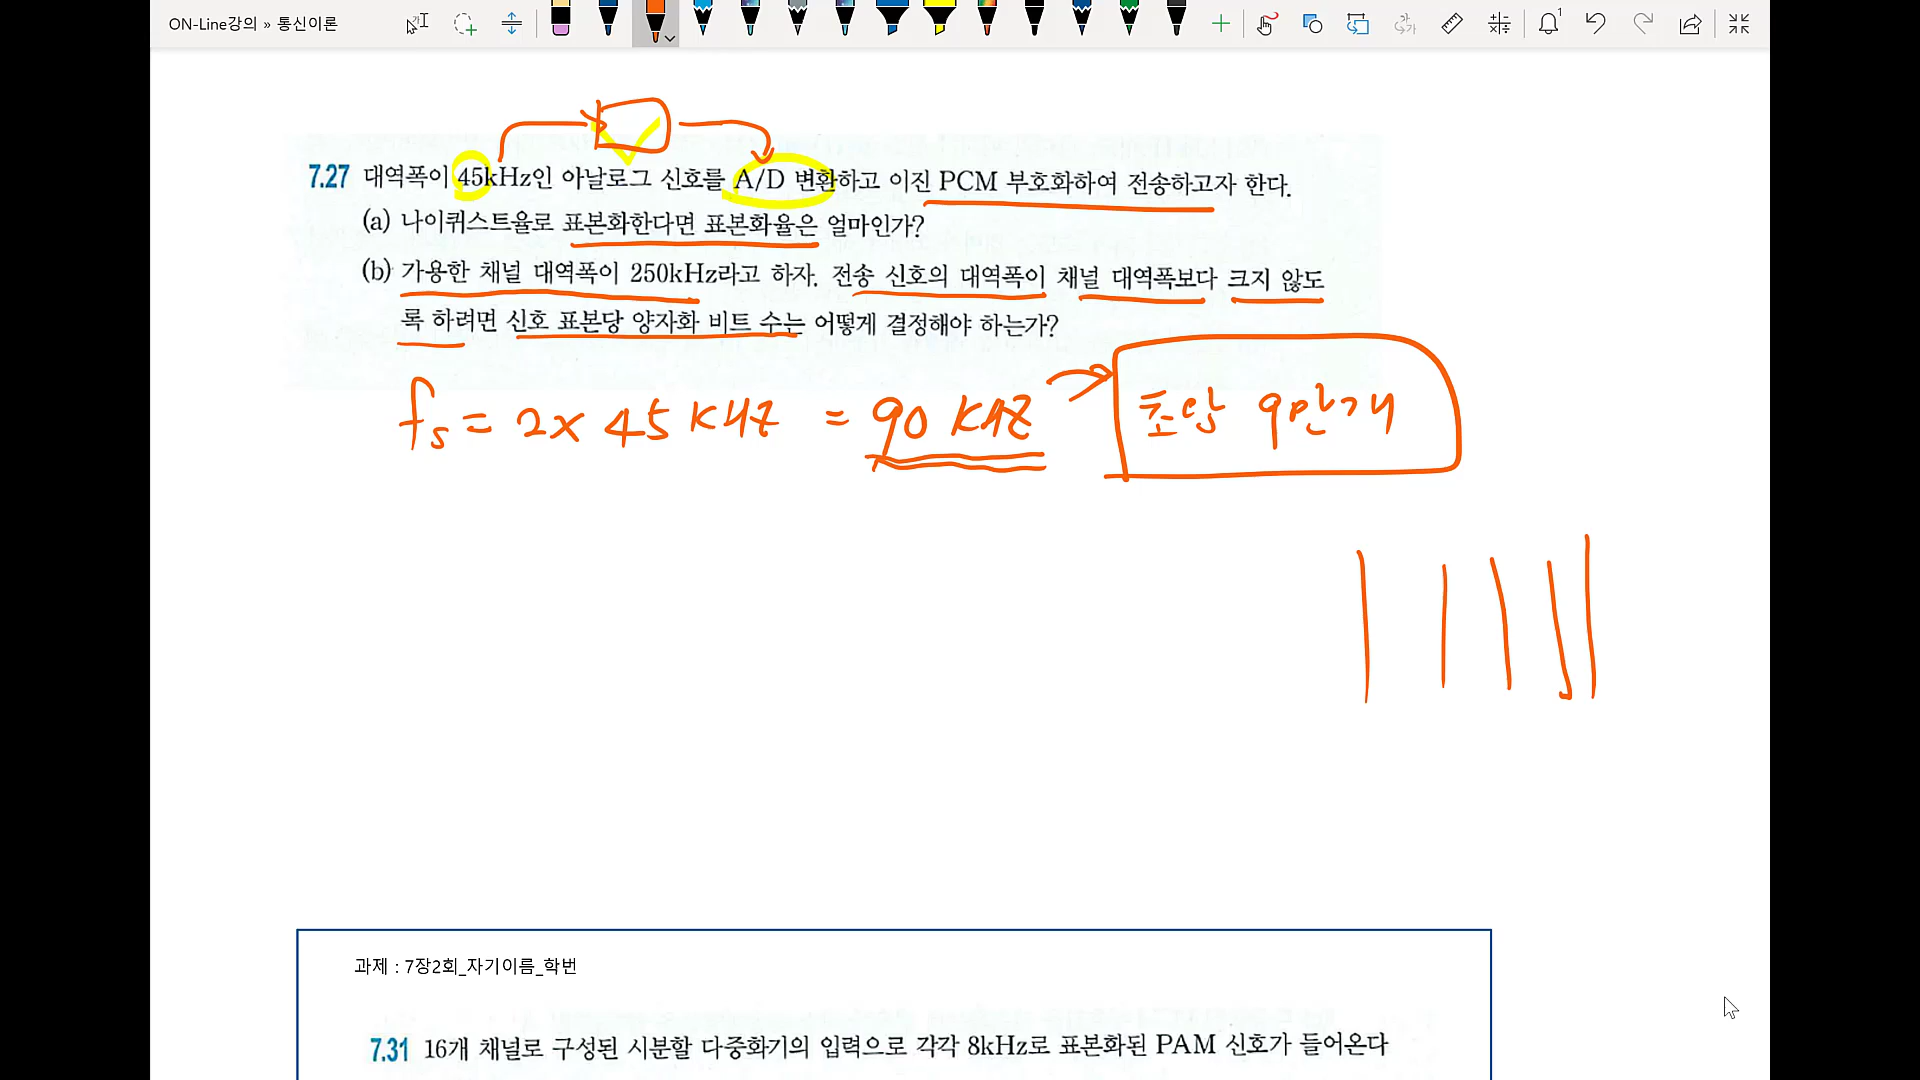 ON-Line강의 » 통신이론
7.27 대역폭이 45kHz인 아날로그 신호를 A/D 변환하고 이진 PCM 부호화하여 전송하고자 한다.
(a) 나이퀴스트율로 표본화한다면 표본화율은 얼마인가?
(b) 가용한 채널 대역폭이 250kHz라고 하자. 전송 신호의 대역폭이 채널 대역폭보다 크지 않도
록 하려면 신호 표본당 양자화 비트 수는 어떻게 결정해야 하는가?
fs = 2 x 45 KHZ = 90 KHZ 초당 9만개
과제 : 7장2회_자기이름_학번
7.31 16개 채널로 구성된 시분할 다중화기의 입력으로 각각 8kHz로 표본화된 PAM 신호가 들어온다